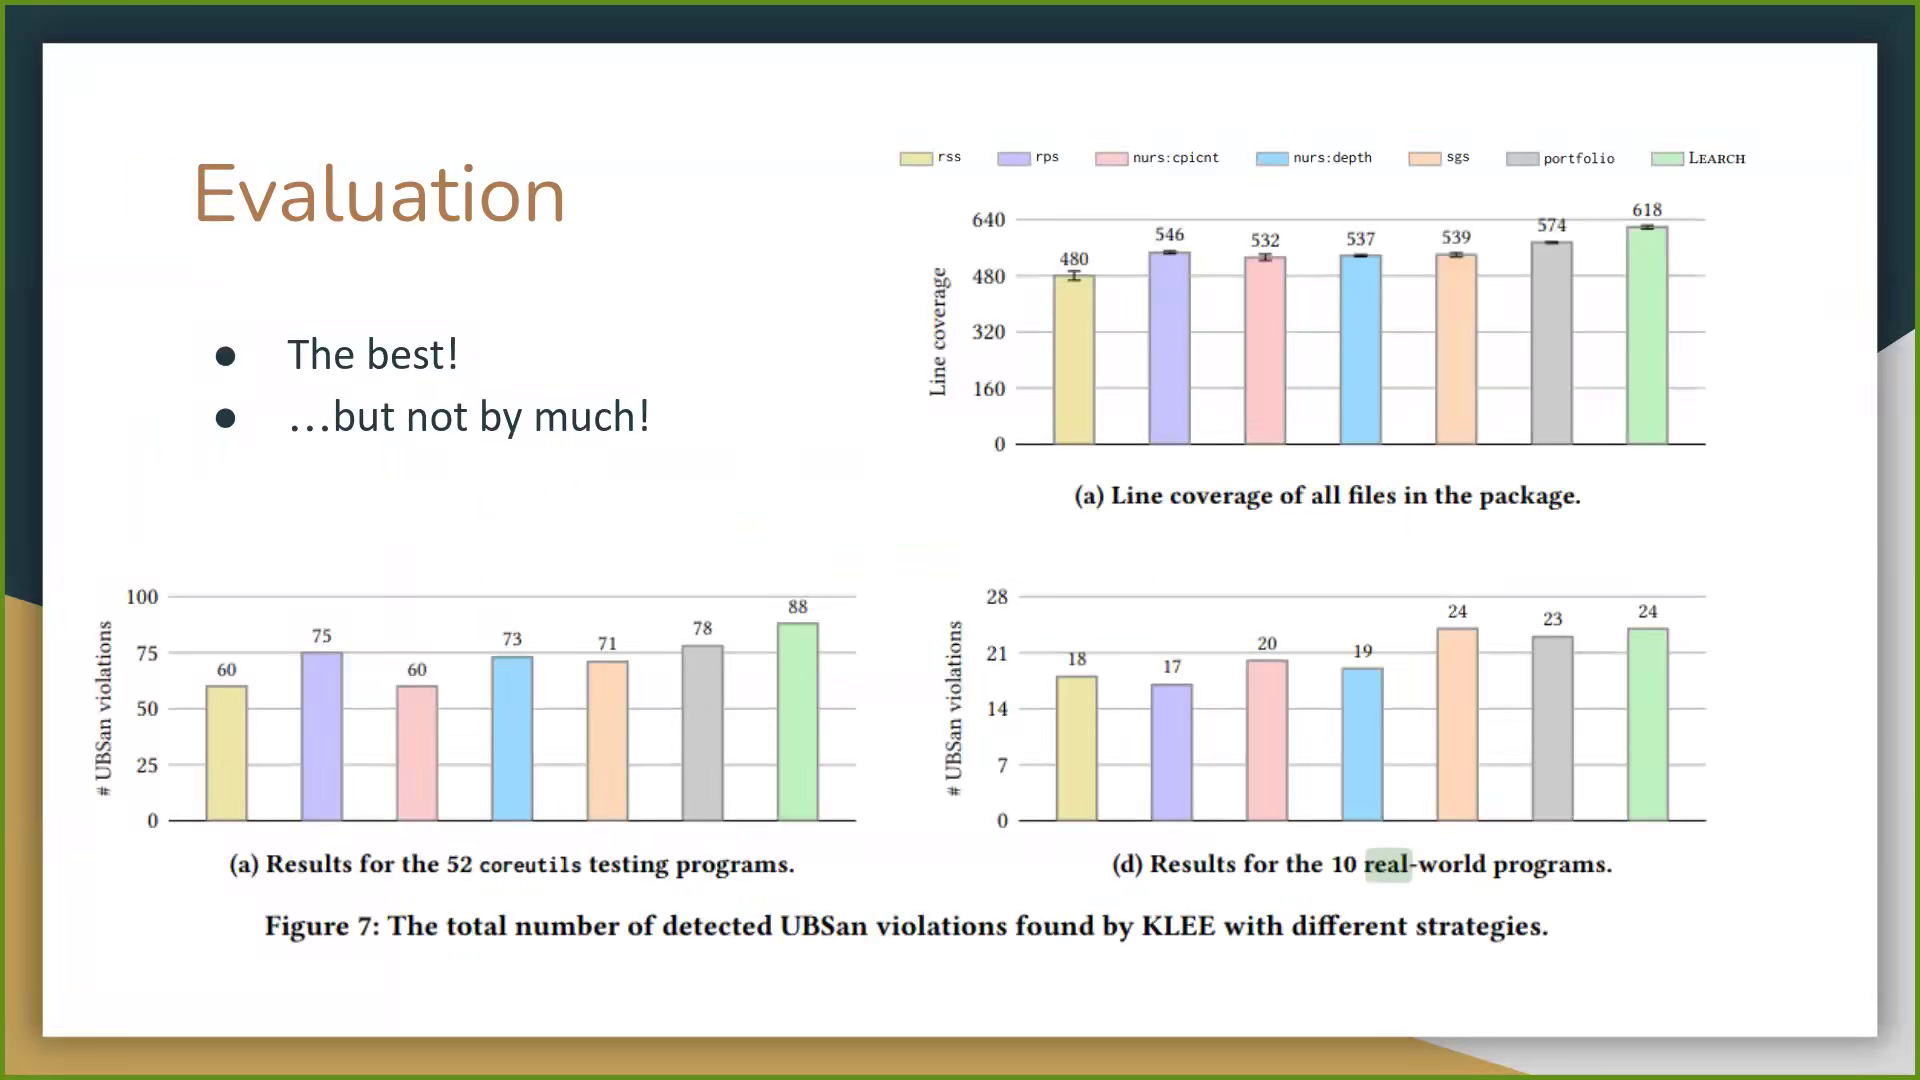 Evaluation
● The best!
● …but not by much!
rss rps nurs:cpicnt nurs:depth sgs portfolio LEARCH
Line coverage
640
480
320
160
0
480 546 532 537 539 574 618
(a) Line coverage of all files in the package.
# UBSan violations
100
75
50
25
0
60 75 60 73 71 78 88
(a) Results for the 52 coreutils testing programs.
# UBSan violations
28
21
14
7
0
18 17 20 19 24 23 24
(d) Results for the 10 real-world programs.
Figure 7: The total number of detected UBSan violations found by KLEE with different strategies.